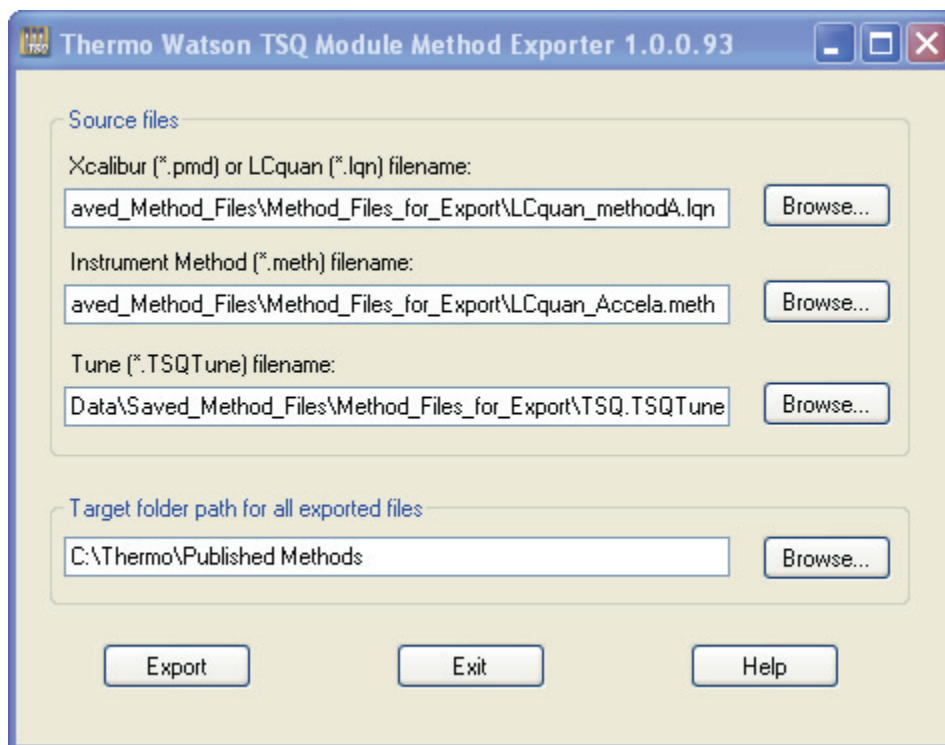 Thermo Watson TSQ Module Method Exporter 1.0.0.93
Source files
Xcalibur (*.pmd) or LCquan (*.lqn) filename:
aved_Method_Files\Method_Files_for_Export\LCquan_methodA.lqn
Browse...
Instrument Method (*.meth) filename:
aved_Method_Files\Method_Files_for_Export\LCquan_Accela.meth
Browse...
Tune (*.TSQTune) filename:
Data\Saved_Method_Files\Method_Files_for_Export\TSQ.TSQTune
Browse...
Target folder path for all exported files
C:\Thermo\Published Methods
Browse...
Export
Exit
Help